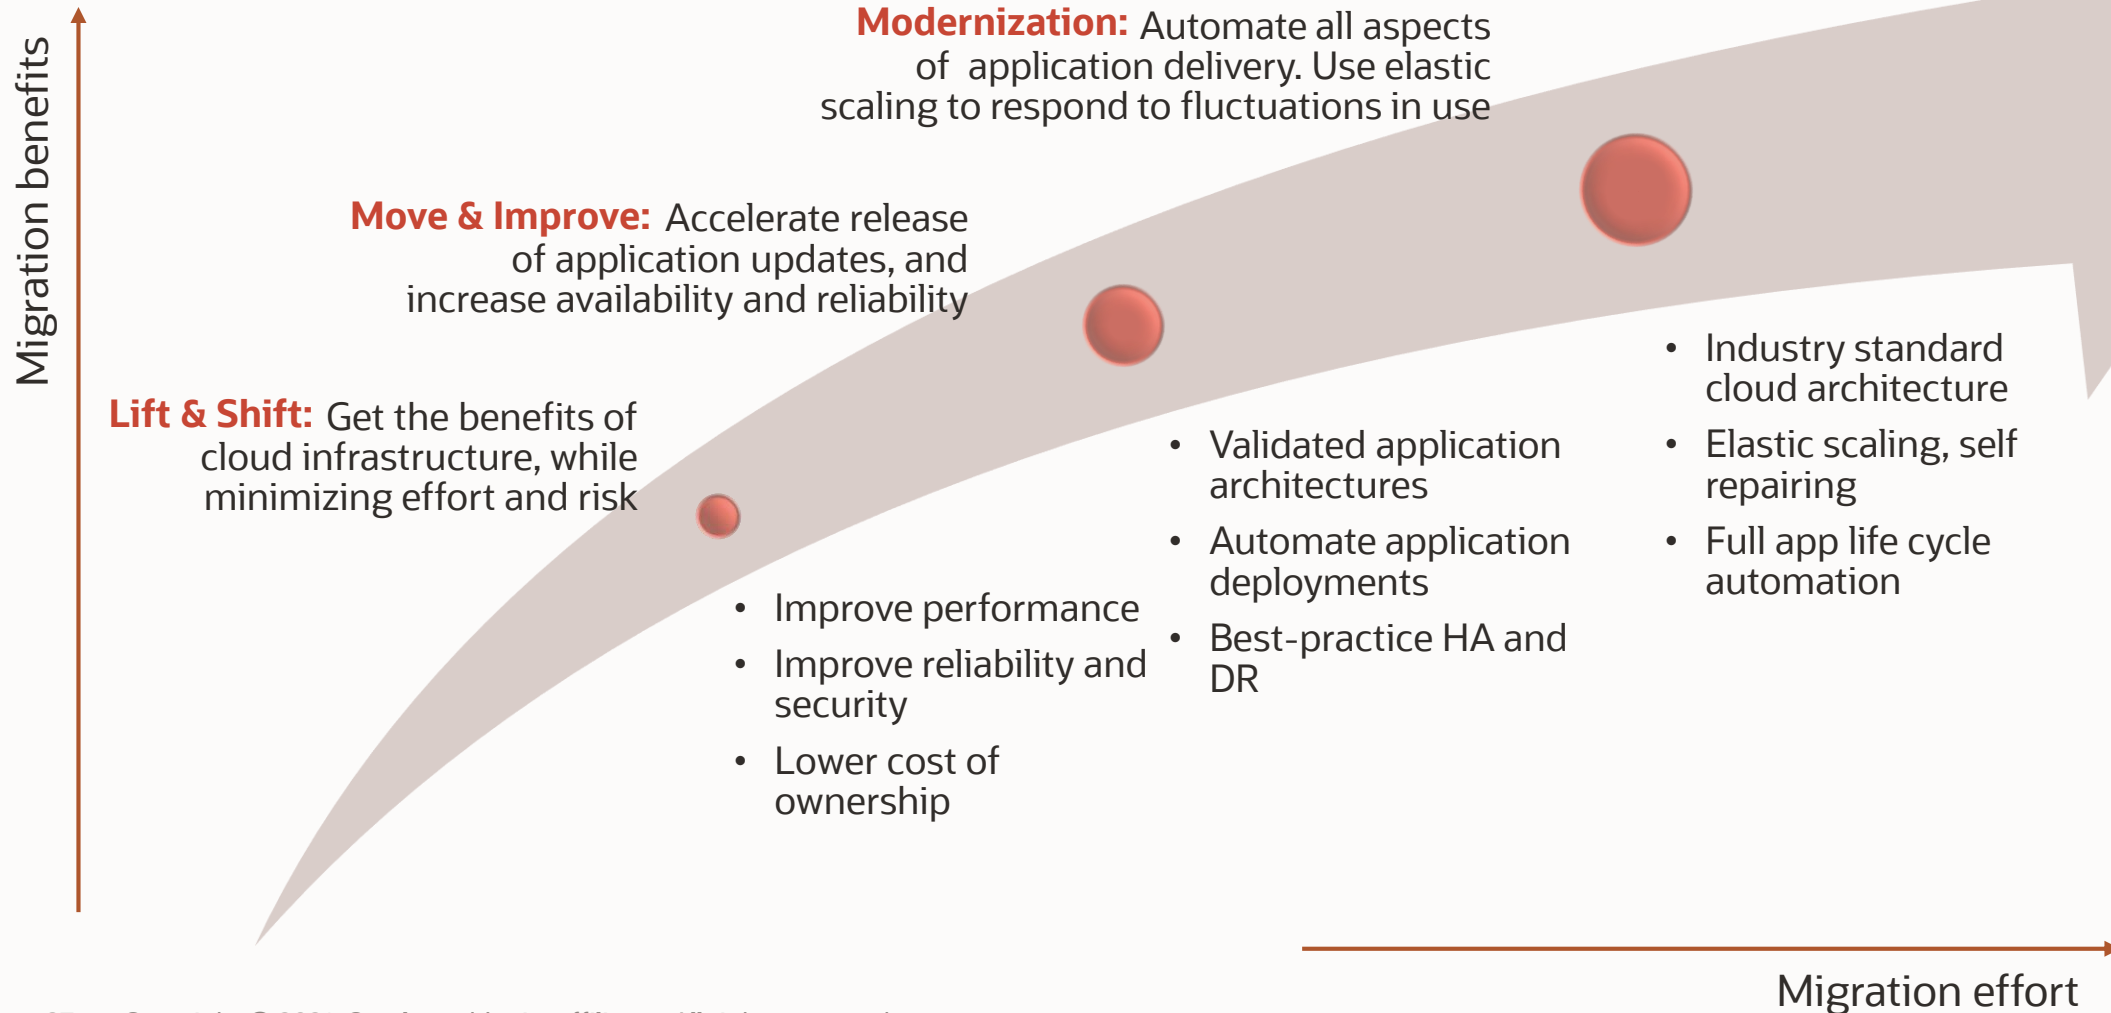 Migration benefits
Modernization: Automate all aspects
of application delivery. Use elastic
scaling to respond to fluctuations in use
Move & Improve: Accelerate release
of application updates, and
increase availability and reliability
Lift & Shift: Get the benefits of
cloud infrastructure, while
minimizing effort and risk
• Improve performance
• Improve reliability and
security
• Lower cost of
ownership
• Validated application
architectures
• Automate application
deployments
• Best-practice HA and
DR
• Industry standard
cloud architecture
• Elastic scaling, self
repairing
• Full app life cycle
automation
Migration effort